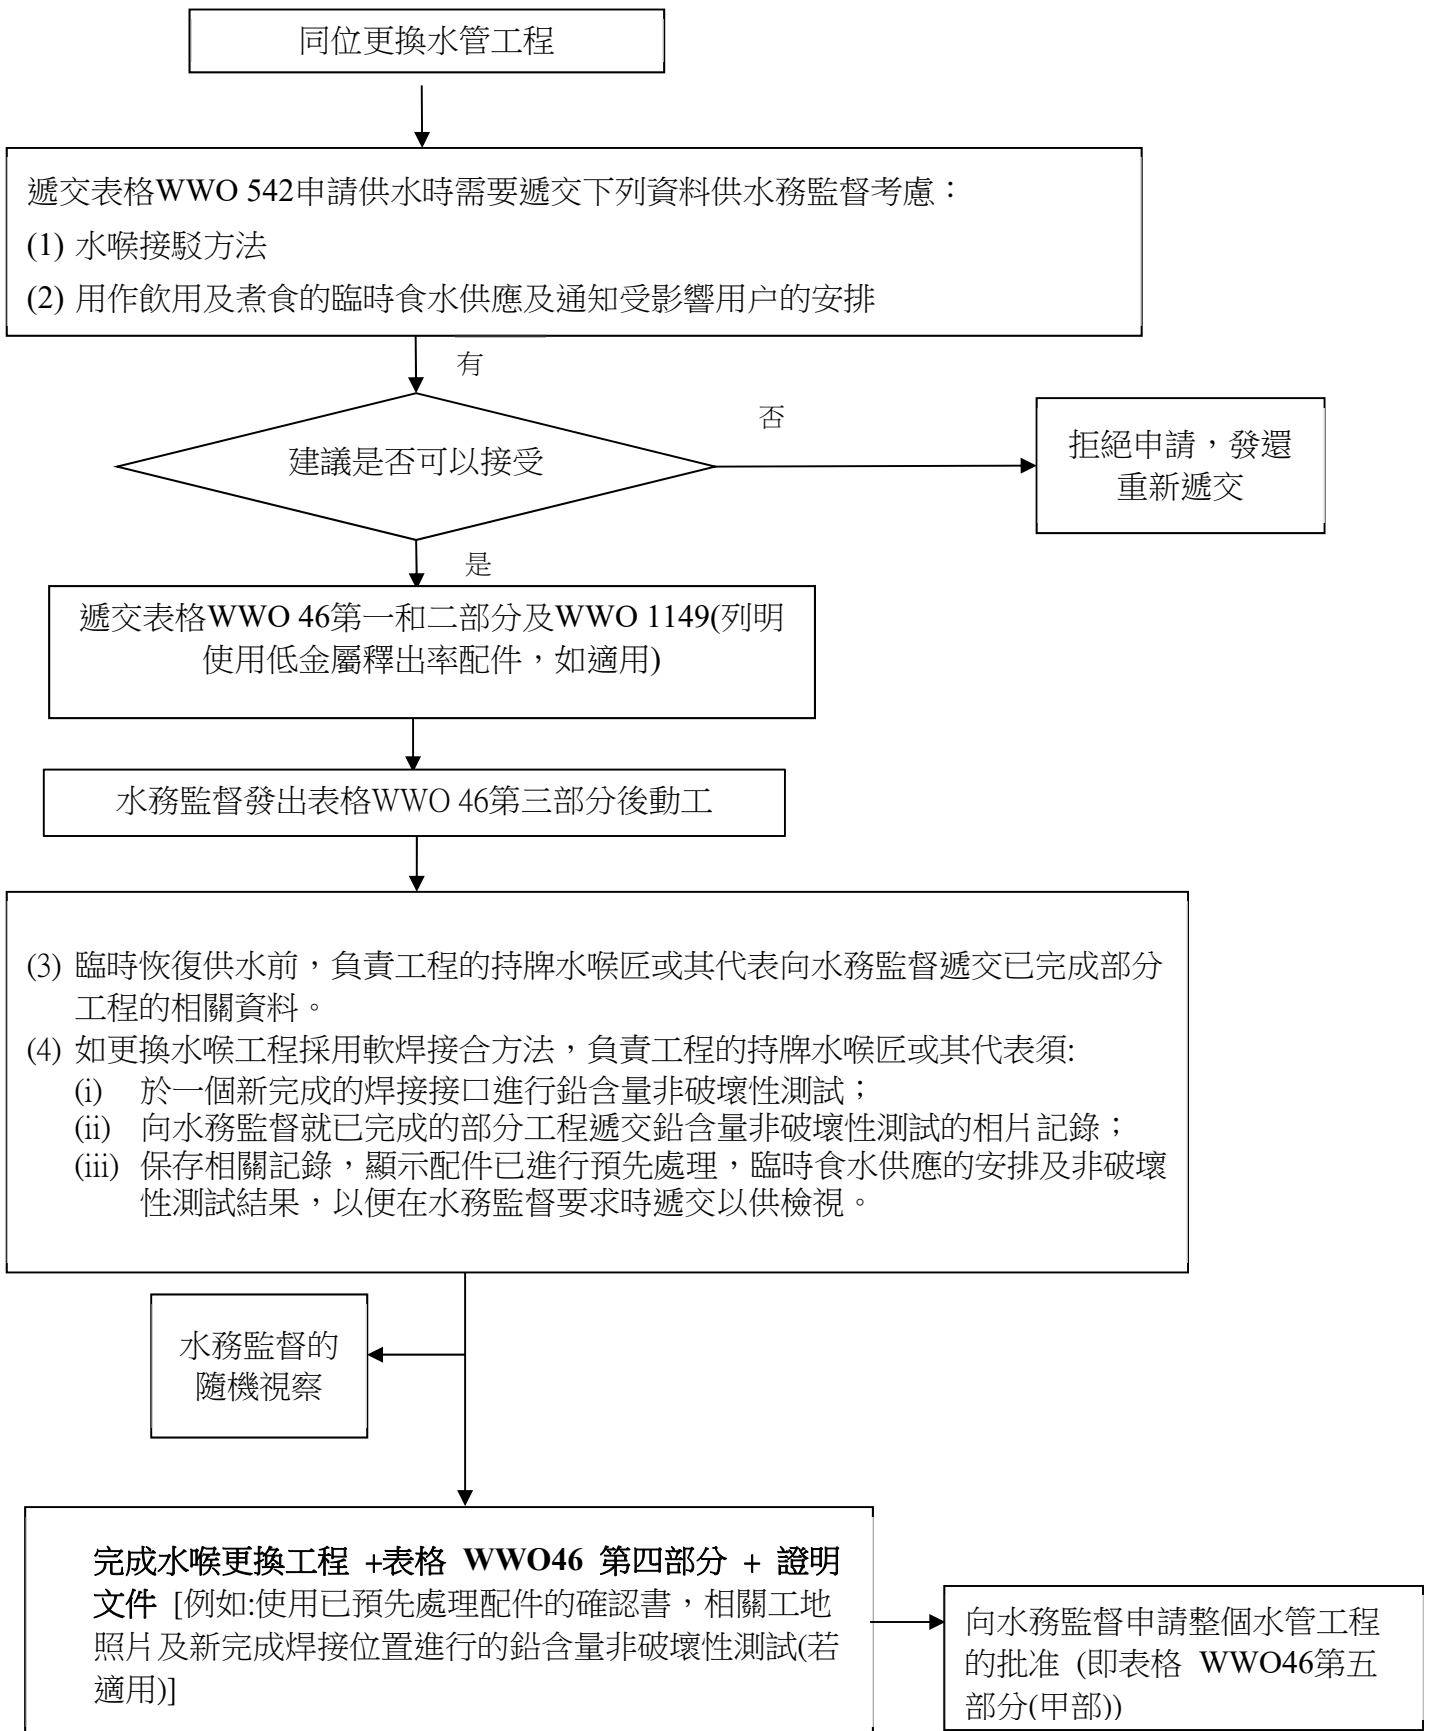 同位更換水管工程
遞交表格WWO 542申請供水時需要遞交下列資料供水務監督考慮：
(1) 水喉接駁方法
(2) 用作飲用及煮食的臨時食水供應及通知受影響用户的安排
有
建議是否可以接受
否
拒絕申請，發還
重新遞交
是
遞交表格WWO 46第一和二部分及WWO 1149(列明
使用低金屬釋出率配件，如適用)
水務監督發出表格WWO 46第三部分後動工
(3) 臨時恢復供水前，負責工程的持牌水喉匠或其代表向水務監督遞交已完成部分
工程的相關資料。
(4) 如更換水喉工程採用軟焊接合方法，負責工程的持牌水喉匠或其代表須:
(i) 於一個新完成的焊接接口進行鉛含量非破壞性測試；
(ii) 向水務監督就已完成的部分工程遞交鉛含量非破壞性測試的相片記錄；
(iii) 保存相關記錄，顯示配件已進行預先處理，臨時食水供應的安排及非破壞
性測試結果，以便在水務監督要求時遞交以供檢視。
水務監督的
隨機視察
完成水喉更換工程 +表格 WWO46 第四部分 + 證明
文件 [例如:使用已預先處理配件的確認書，相關工地
照片及新完成焊接位置進行的鉛含量非破壞性測試(若
適用)]
向水務監督申請整個水管工程
的批准 (即表格 WWO46第五
部分(甲部))